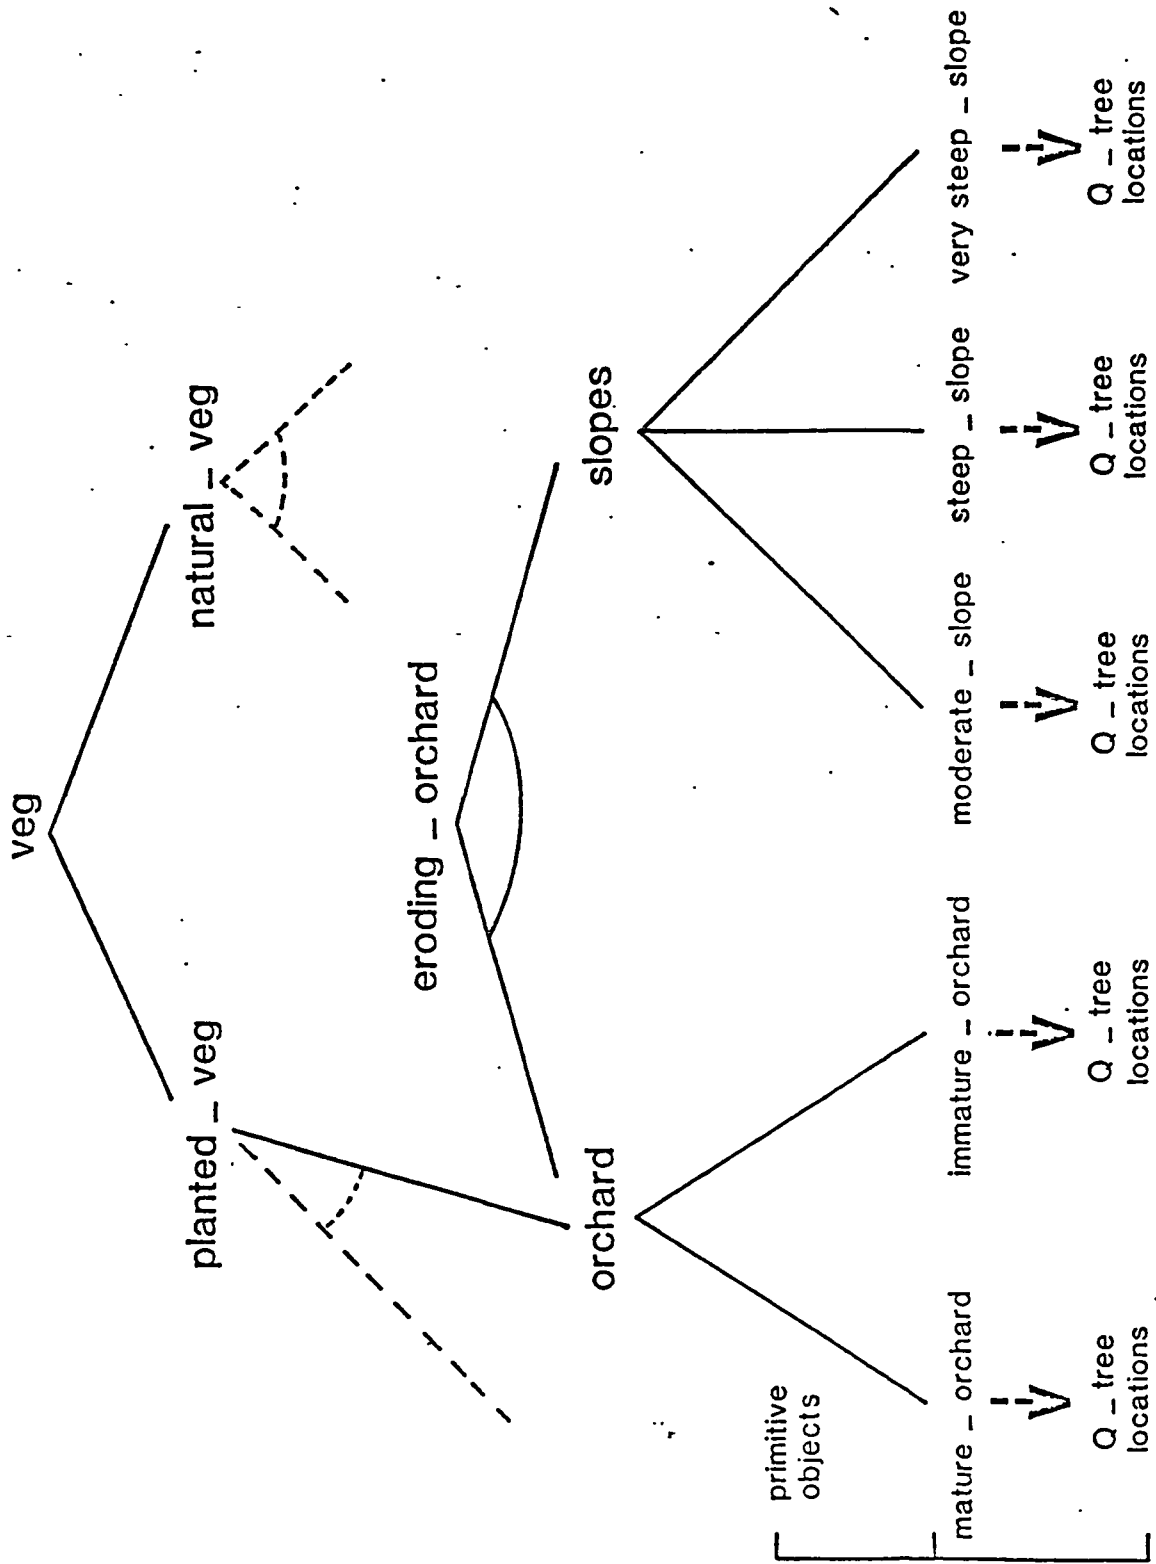 veg
planted _ veg
natural _ veg
eroding _ orchard
orchard
slopes
primitive
objects
mature _ orchard
immature _ orchard
moderate _ slope
steep _ slope
very steep _ slope
Q _ tree
locations
Q _ tree
locations
Q _ tree
locations
Q _ tree
locations
Q _ tree
locations